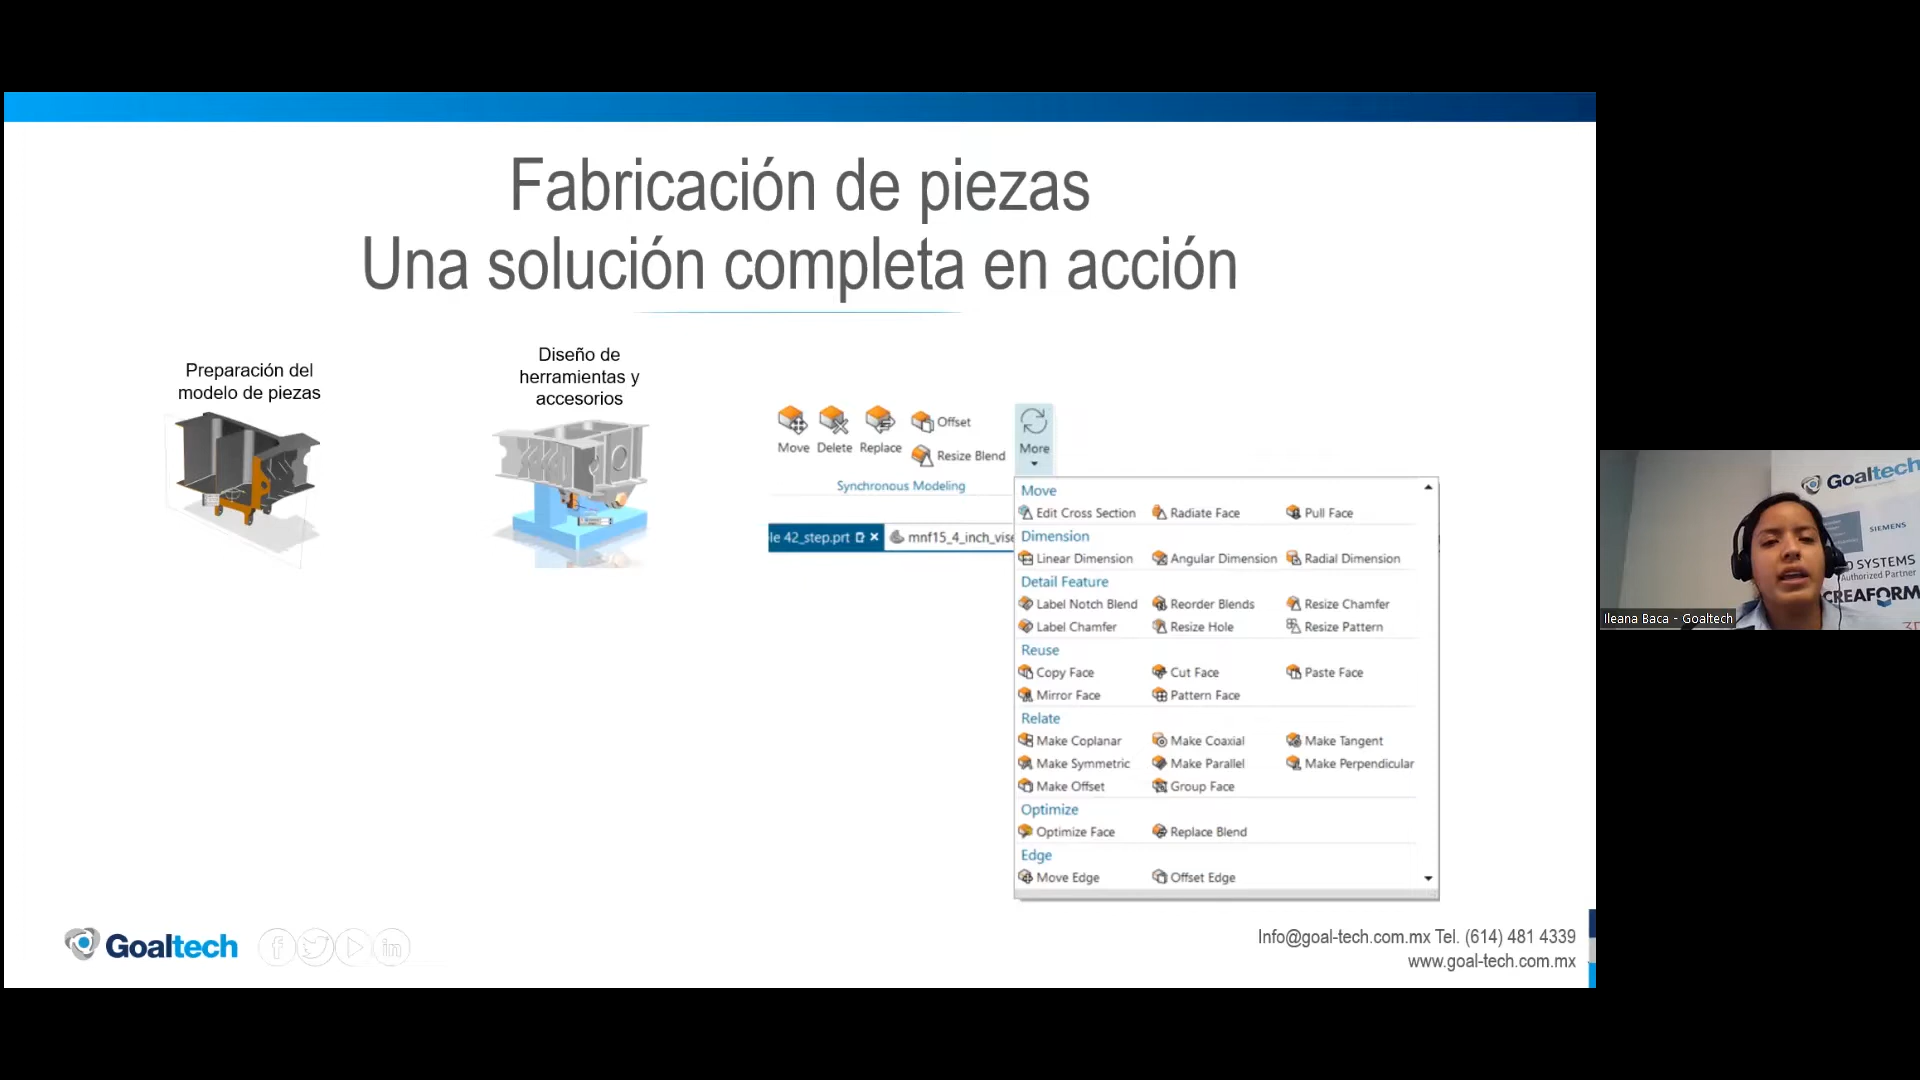 Fabricación de piezas
Una solución completa en acción
Preparación del
modelo de piezas
Diseño de
herramientas y
accesorios
Move Delete Replace Offset
Resize Blend
More
Synchronous Modeling
le 42_step.prt mnf15_4_inch_vise
Move
Edit Cross Section Radiate Face Pull Face
Dimension
Linear Dimension Angular Dimension Radial Dimension
Detail Feature
Label Notch Blend Reorder Blends Resize Chamfer
Label Chamfer Resize Hole Resize Pattern
Reuse
Copy Face Cut Face Paste Face
Mirror Face Pattern Face
Relate
Make Coplanar Make Coaxial Make Tangent
Make Symmetric Make Parallel Make Perpendicular
Make Offset Group Face
Optimize
Optimize Face Replace Blend
Edge
Move Edge Offset Edge
Goaltech
Info@goal-tech.com.mx Tel. (614) 481 4339
www.goal-tech.com.mx
Goaltech
SIEMENS
D SYSTEMS
Authorized Partner
CREAFORM
3D
Ileana Baca - Goaltech